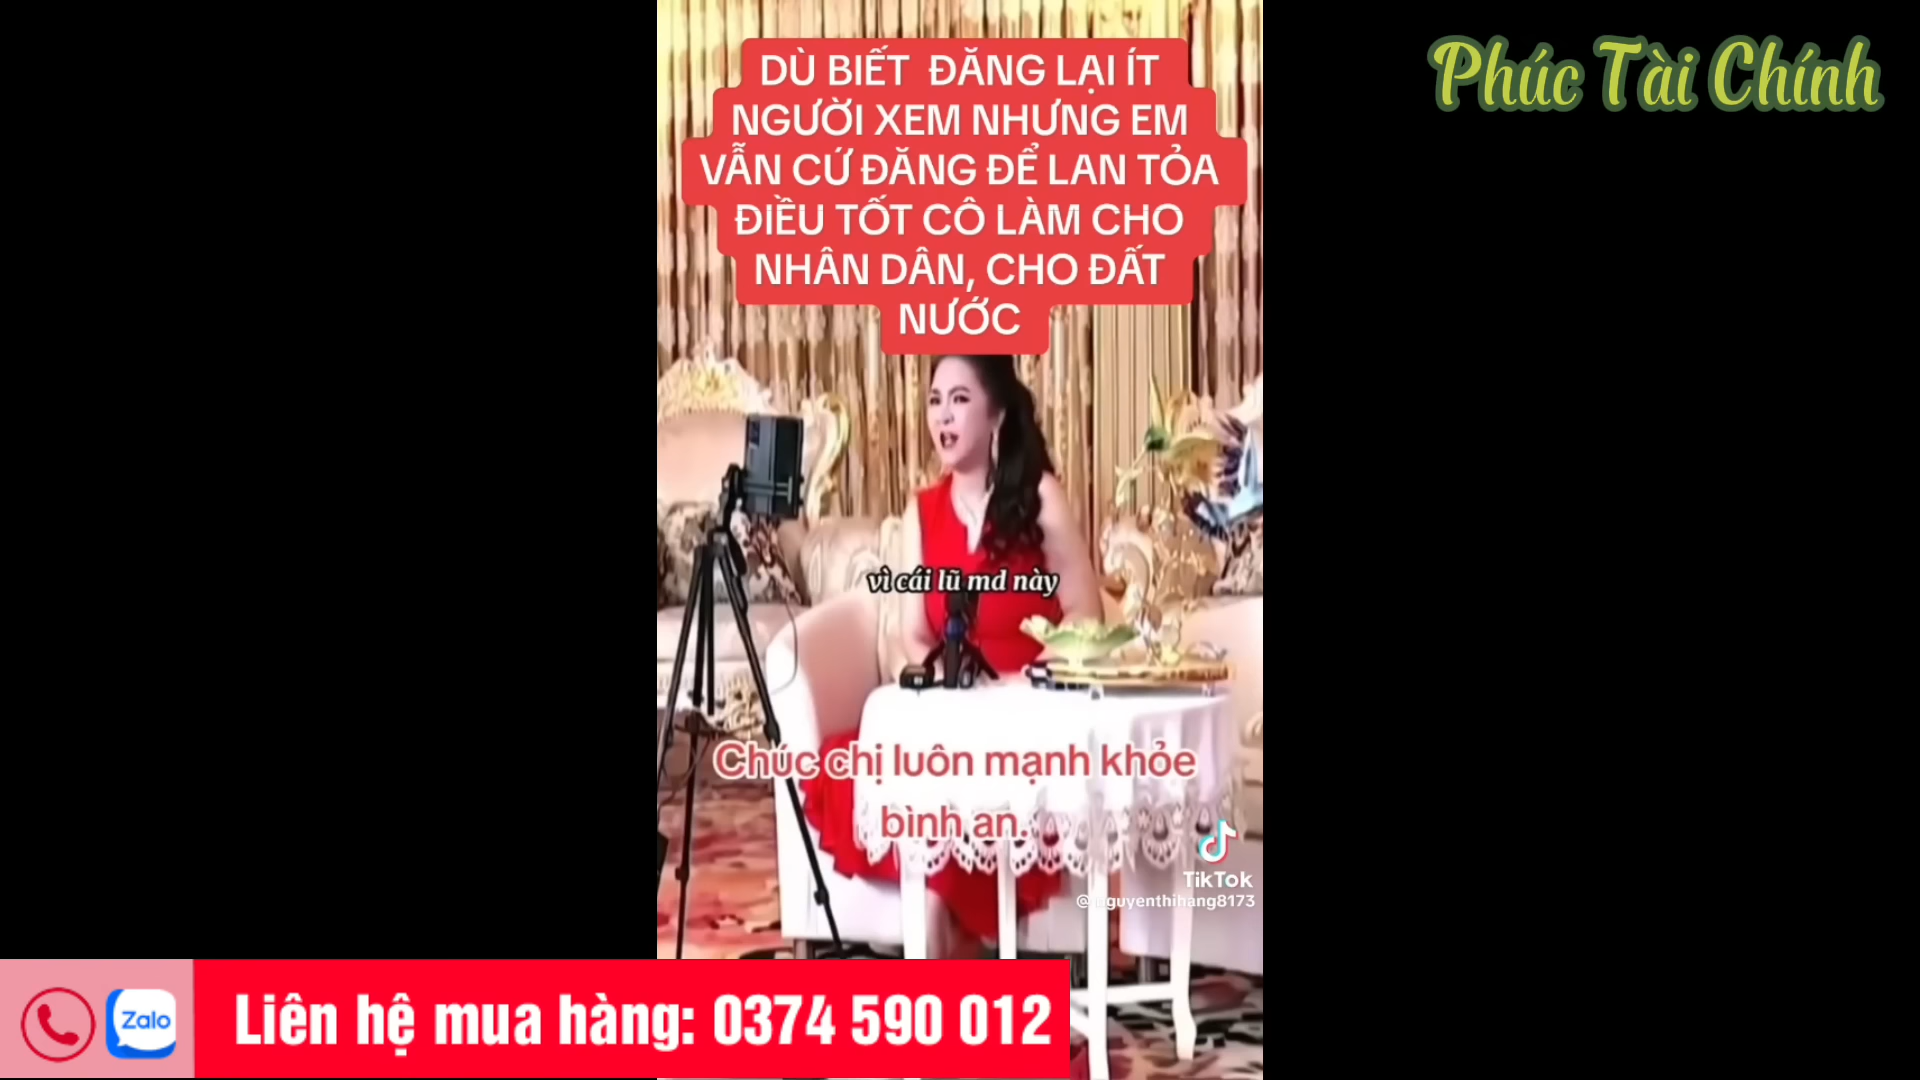 Phúc Tài Chính
DÙ BIẾT ĐĂNG LẠI ÍT
NGƯỜI XEM NHƯNG EM
VẪN CỨ ĐĂNG ĐỂ LAN TỎA
ĐIỀU TỐT CÔ LÀM CHO
NHÂN DÂN, CHO ĐẤT
NƯỚC
vì cái lũ md này
Chúc chị luôn mạnh khỏe
bình an.
TikTok
@nguyenthihang8173
Zalo
Liên hệ mua hàng: 0374 590 012